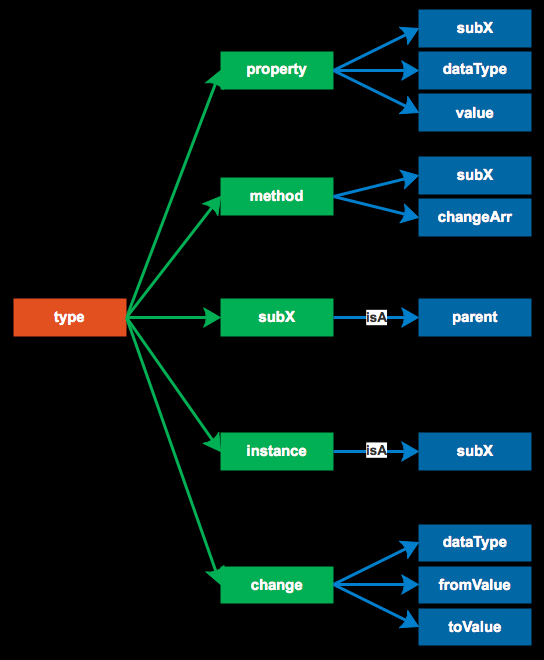 subX
property
dataType
value
subX
method
changeArr
type
subX
isA
parent
instance
isA
subX
dataType
change
fromValue
toValue